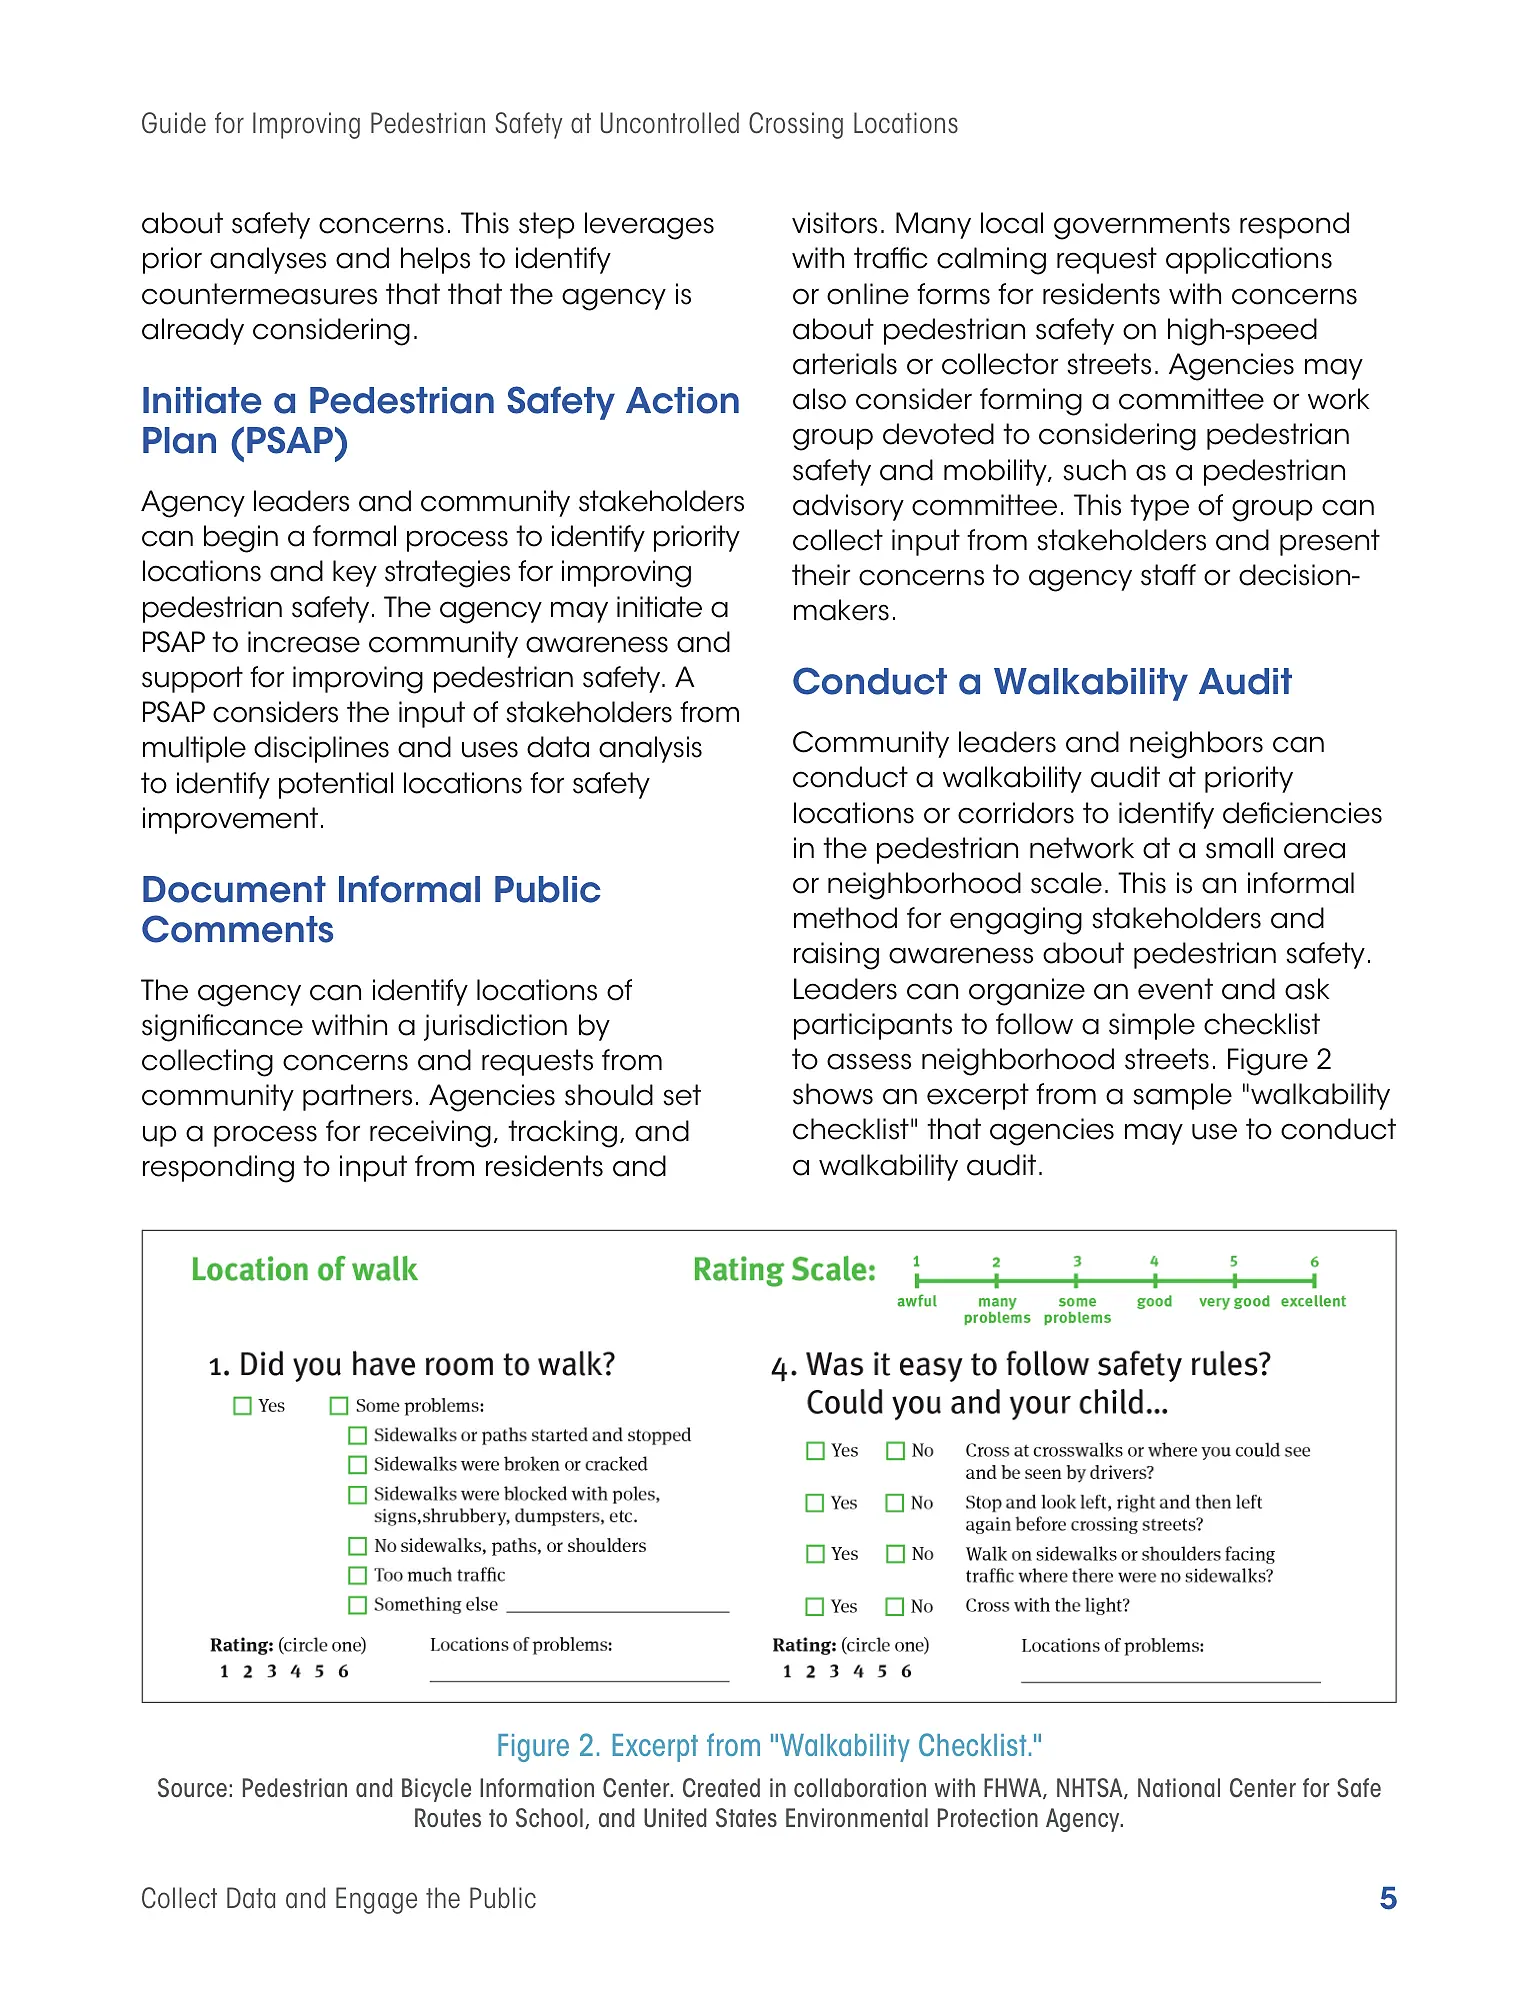 Guide for Improving Pedestrian Safety at Uncontrolled Crossing Locations
about safety concerns. This step leverages
prior analyses and helps to identify
countermeasures that that the agency is
already considering.
Initiate a Pedestrian Safety Action
Plan (PSAP)
Agency leaders and community stakeholders
can begin a formal process to identify priority
locations and key strategies for improving
pedestrian safety. The agency may initiate a
PSAP to increase community awareness and
support for improving pedestrian safety. A
PSAP considers the input of stakeholders from
multiple disciplines and uses data analysis
to identify potential locations for safety
improvement.
Document Informal Public
Comments
The agency can identify locations of
significance within a jurisdiction by
collecting concerns and requests from
community partners. Agencies should set
up a process for receiving, tracking, and
responding to input from residents and
visitors. Many local governments respond
with traffic calming request applications
or online forms for residents with concerns
about pedestrian safety on high-speed
arterials or collector streets. Agencies may
also consider forming a committee or work
group devoted to considering pedestrian
safety and mobility, such as a pedestrian
advisory committee. This type of group can
collect input from stakeholders and present
their concerns to agency staff or decision-
makers.
Conduct a Walkability Audit
Community leaders and neighbors can
conduct a walkability audit at priority
locations or corridors to identify deficiencies
in the pedestrian network at a small area
or neighborhood scale. This is an informal
method for engaging stakeholders and
raising awareness about pedestrian safety.
Leaders can organize an event and ask
participants to follow a simple checklist
to assess neighborhood streets. Figure 2
shows an excerpt from a sample "walkability
checklist" that agencies may use to conduct
a walkability audit.
Location of walk
Rating Scale:
1 2 3 4 5 6
awful many some good very good excellent
problems problems
1. Did you have room to walk?
Yes Some problems:
Sidewalks or paths started and stopped
Sidewalks were broken or cracked
Sidewalks were blocked with poles,
signs,shrubbery, dumpsters, etc.
No sidewalks, paths, or shoulders
Too much traffic
Something else
Rating: (circle one) Locations of problems:
1 2 3 4 5 6
4. Was it easy to follow safety rules?
Could you and your child...
Yes No Cross at crosswalks or where you could see
and be seen by drivers?
Yes No Stop and look left, right and then left
again before crossing streets?
Yes No Walk on sidewalks or shoulders facing
traffic where there were no sidewalks?
Yes No Cross with the light?
Rating: (circle one) Locations of problems:
1 2 3 4 5 6
Figure 2. Excerpt from "Walkability Checklist."
Source: Pedestrian and Bicycle Information Center. Created in collaboration with FHWA, NHTSA, National Center for Safe
Routes to School, and United States Environmental Protection Agency.
Collect Data and Engage the Public
5